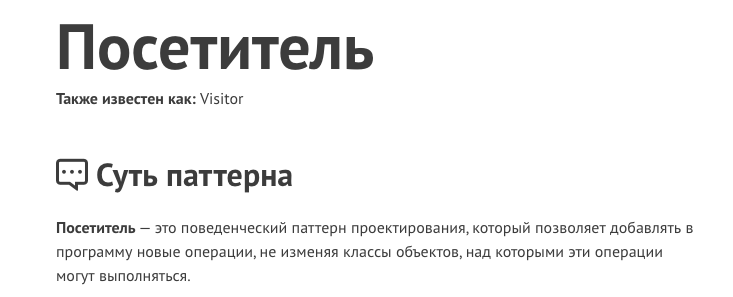 Посетитель
Также известен как: Visitor
Суть паттерна
Посетитель — это поведенческий паттерн проектирования, который позволяет добавлять в
программу новые операции, не изменяя классы объектов, над которыми эти операции
могут выполняться.